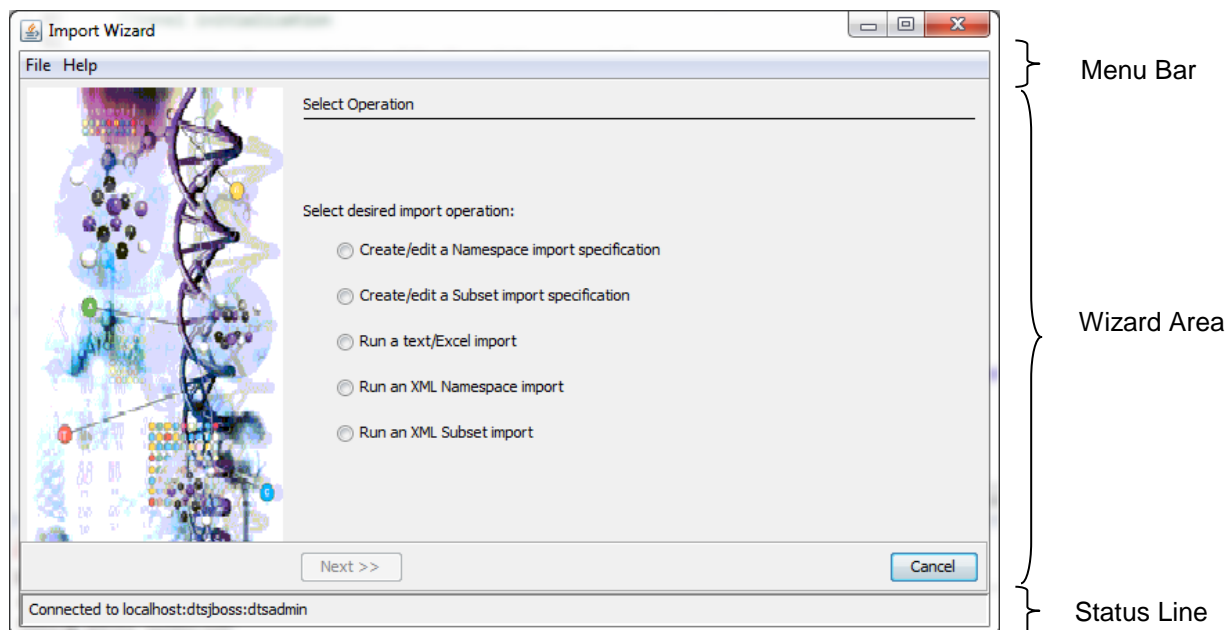 Import Wizard
File Help
Menu Bar
Select Operation
Select desired import operation:
Create/edit a Namespace import specification
Create/edit a Subset import specification
Run a text/Excel import
Wizard Area
Run an XML Namespace import
Run an XML Subset import
Next >>
Cancel
Connected to localhost:dtsjboss:dtsadmin
Status Line